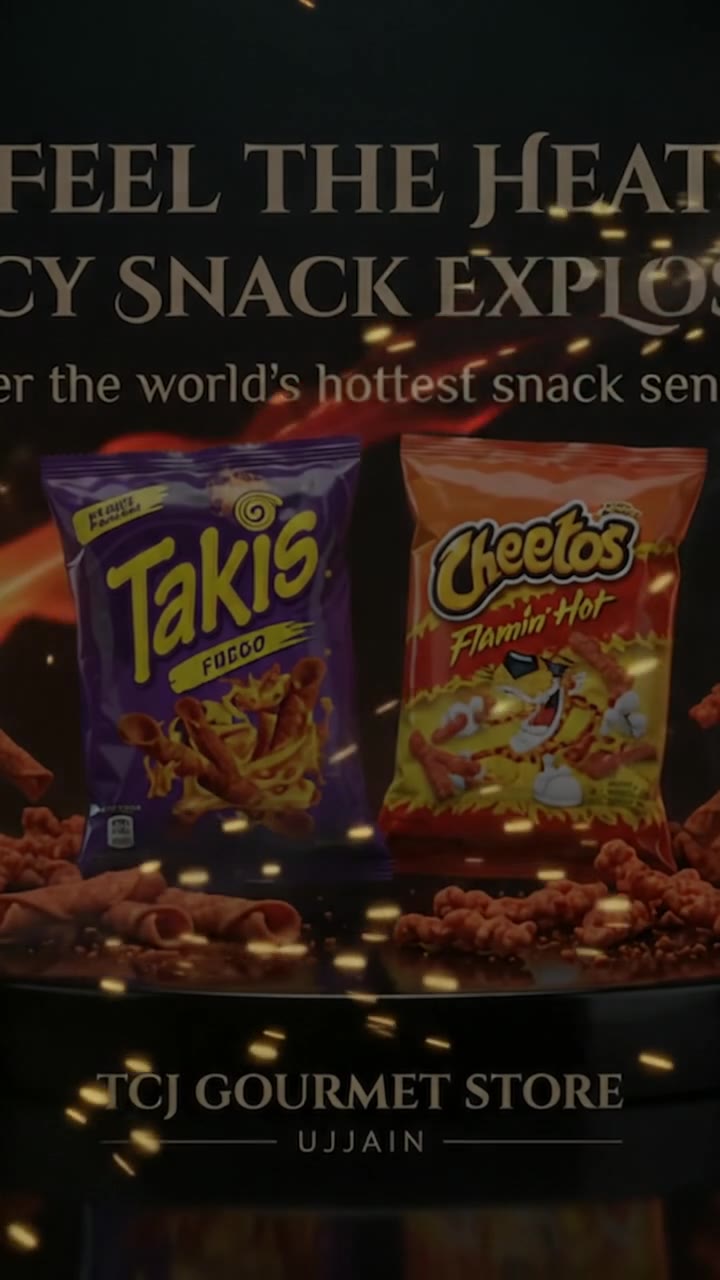 FEEL THE HEAT
CY SNACK EXPLOS
er the world's hottest snack sen
Takis
FUEGO
Cheetos
Flamin' Hot
TCJ GOURMET STORE
UJJAIN